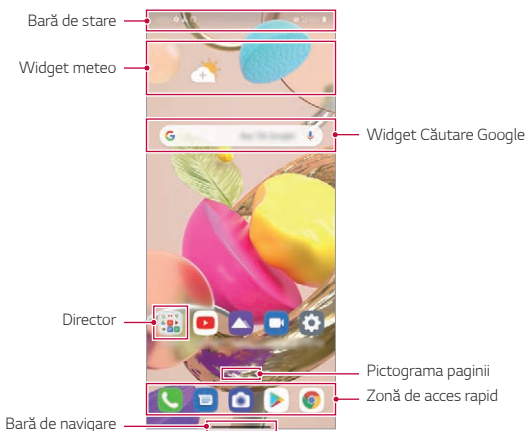 Bară de stare
Widget meteo
Widget Căutare Google
Director
Pictograma paginii
Zonă de acces rapid
Bară de navigare